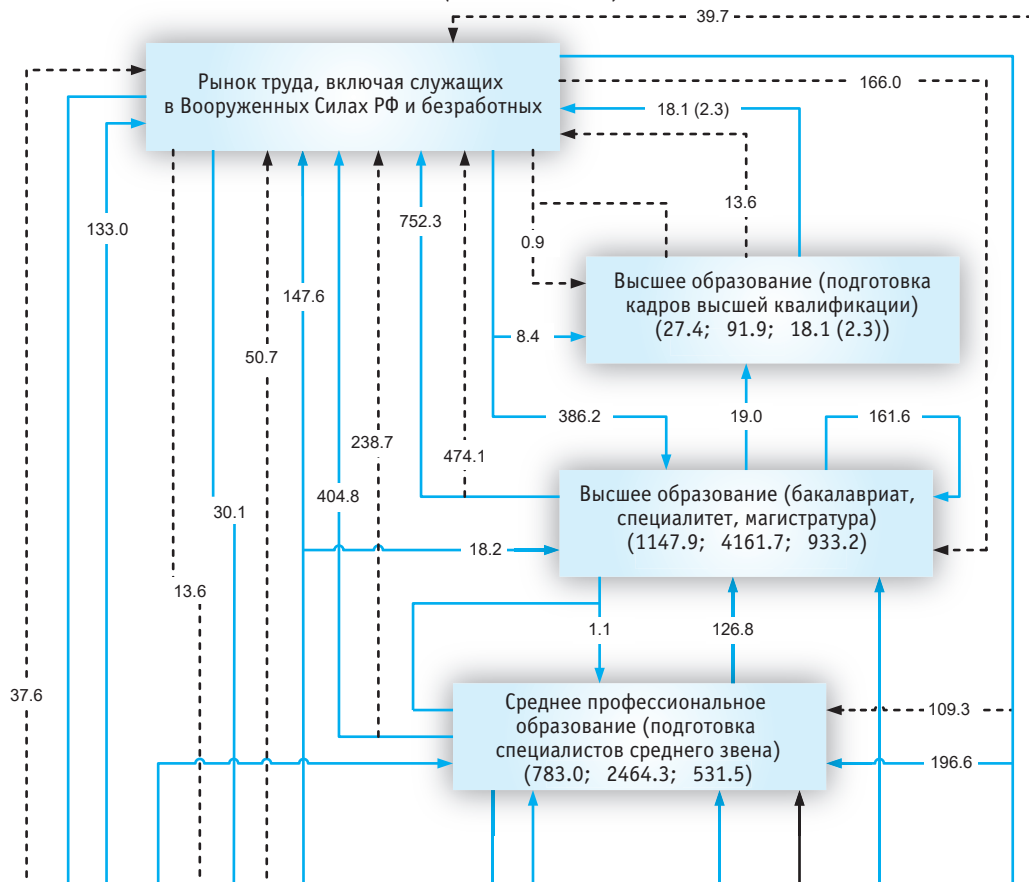 39.7
Рынок труда, включая служащих
в Вооруженных Силах РФ и безработных
166.0
18.1 (2.3)
133.0
752.3
13.6
0.9
147.6
Высшее образование (подготовка
кадров высшей квалификации)
(27.4; 91.9; 18.1 (2.3))
8.4
50.7
386.2
19.0
161.6
238.7
474.1
404.8
30.1
Высшее образование (бакалавриат,
специалитет, магистратура)
(1147.9; 4161.7; 933.2)
18.2
13.6
1.1
126.8
37.6
Среднее профессиональное
образование (подготовка
специалистов среднего звена)
(783.0; 2464.3; 531.5)
109.3
196.6